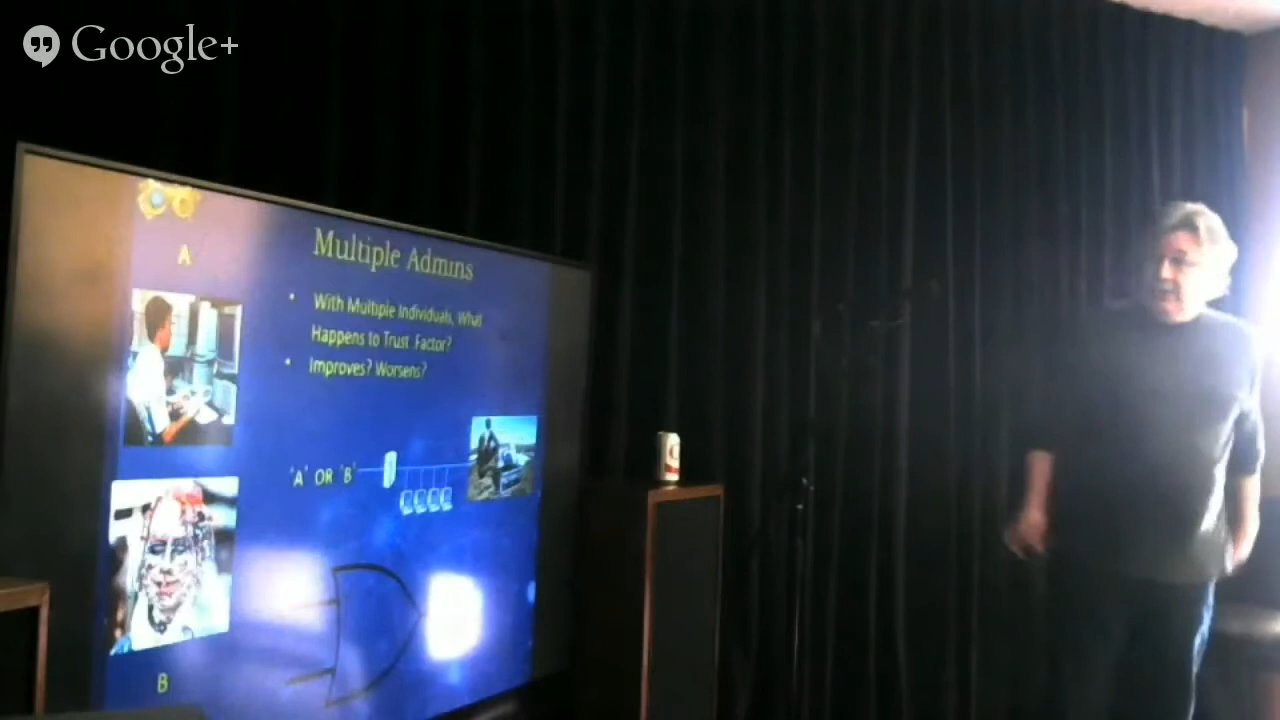 Google+
A
Multiple Admins
• With Multiple Individuals, What
Happens to Trust Factor?
• Improves? Worsens?
'A' OR 'B'
B